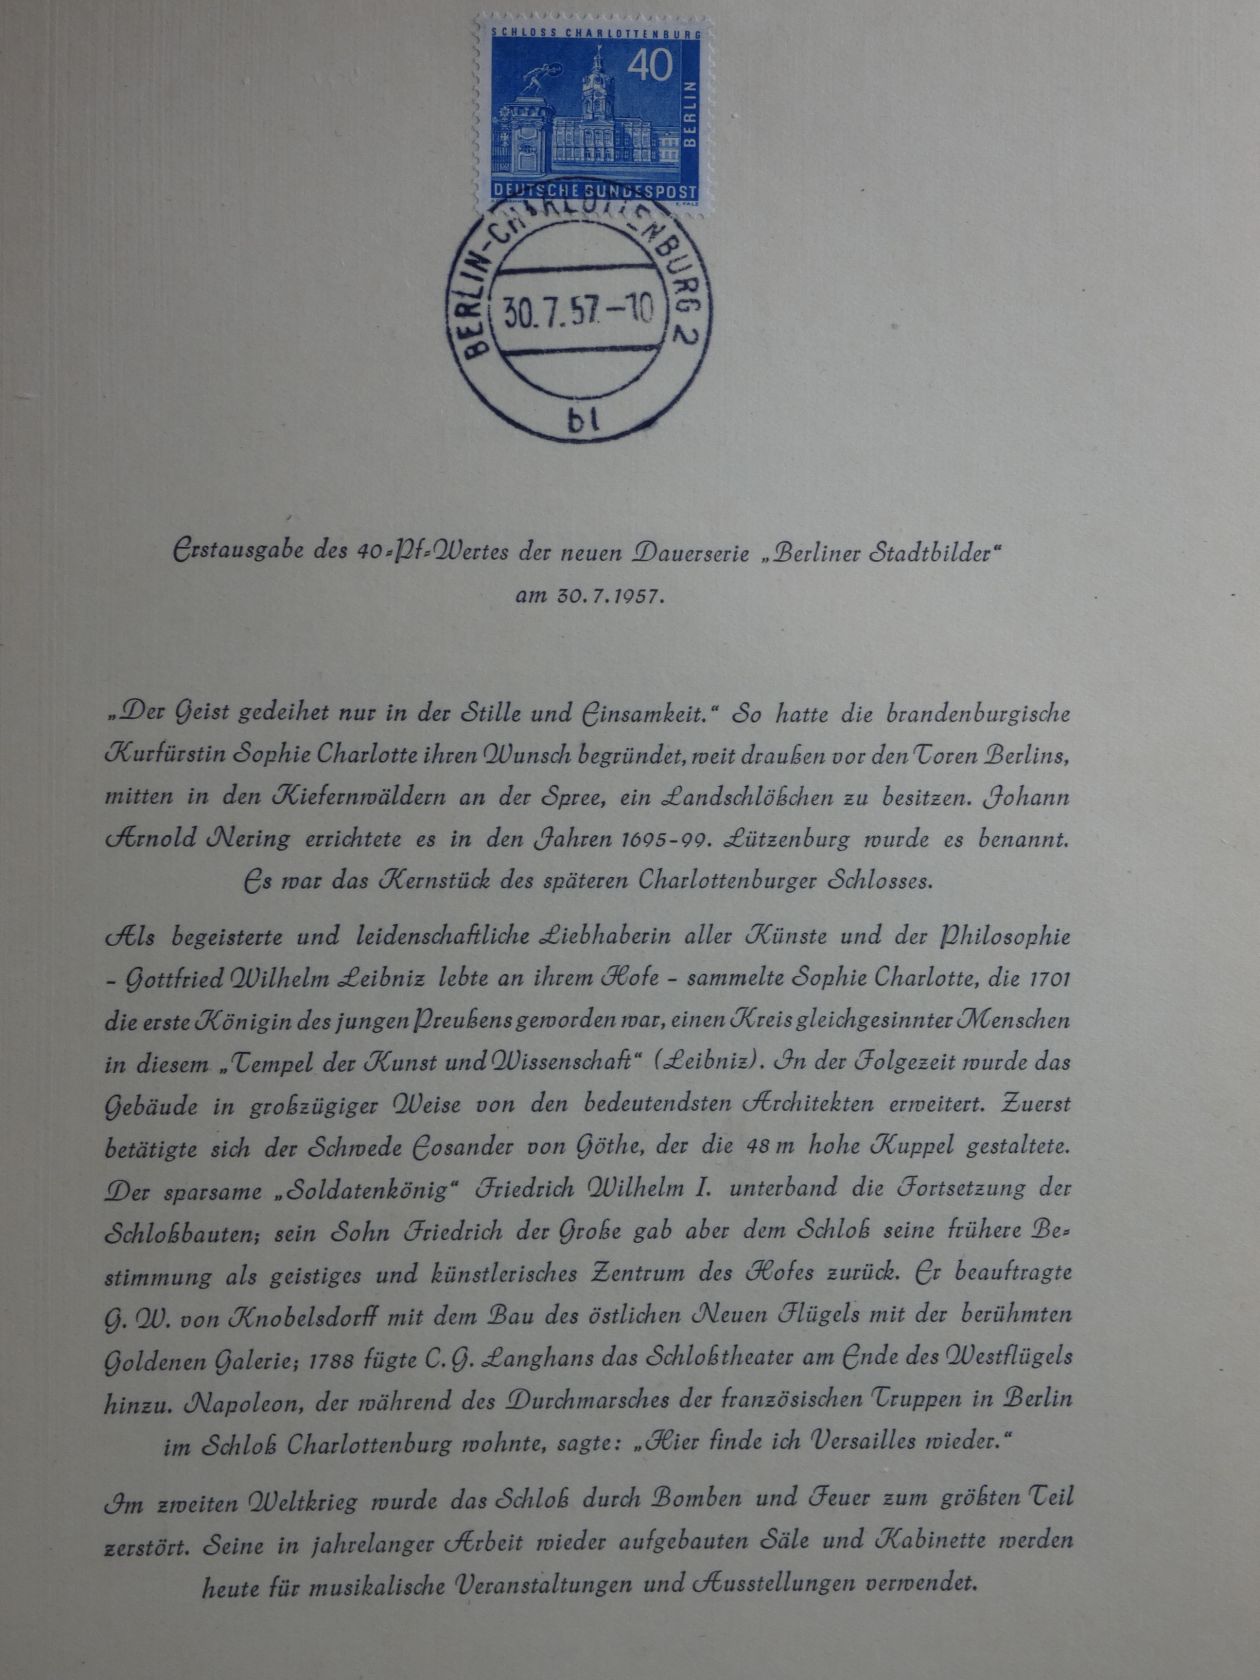 SCHLOSS CHARLOTTENBURG
40
BERLIN
DEUTSCHE BUNDESPOST
BERLIN-CHARLOTTENBURG 2
30.7.57.-10
bl
Erstausgabe des 40-Pf-Wertes der neuen Dauerserie „Berliner Stadtbilder“
am 30.7.1957.
„Der Geist gedeihet nur in der Stille und Einsamkeit.“ So hatte die brandenburgische
Kurfürstin Sophie Charlotte ihren Wunsch begründet, weit draußen vor den Toren Berlins,
mitten in den Kiefernwäldern an der Spree, ein Landschlößchen zu besitzen. Johann
Arnold Nering errichtete es in den Jahren 1695-99. Lützenburg wurde es benannt.
Es war das Kernstück des späteren Charlottenburger Schlosses.
Als begeisterte und leidenschaftliche Liebhaberin aller Künste und der Philosophie
– Gottfried Wilhelm Leibniz lebte an ihrem Hofe – sammelte Sophie Charlotte, die 1701
die erste Königin des jungen Preußens geworden war, einen Kreis gleichgesinnter Menschen
in diesem „Tempel der Kunst und Wissenschaft“ (Leibniz). In der Folgezeit wurde das
Gebäude in großzügiger Weise von den bedeutendsten Architekten erweitert. Zuerst
betätigte sich der Schwede Eosander von Göthe, der die 48 m hohe Kuppel gestaltete.
Der sparsame „Soldatenkönig“ Friedrich Wilhelm I. unterband die Fortsetzung der
Schloßbauten; sein Sohn Friedrich der Große gab aber dem Schloß seine frühere Be-
stimmung als geistiges und künstlerisches Zentrum des Hofes zurück. Er beauftragte
G. W. von Knobelsdorff mit dem Bau des östlichen Neuen Flügels mit der berühmten
Goldenen Galerie; 1788 fügte C. G. Langhans das Schloßtheater am Ende des Westflügels
hinzu. Napoleon, der während des Durchmarsches der französischen Truppen in Berlin
im Schloß Charlottenburg wohnte, sagte: „Hier finde ich Versailles wieder.“
Im zweiten Weltkrieg wurde das Schloß durch Bomben und Feuer zum größten Teil
zerstört. Seine in jahrelanger Arbeit wieder aufgebauten Säle und Kabinette werden
heute für musikalische Veranstaltungen und Ausstellungen verwendet.